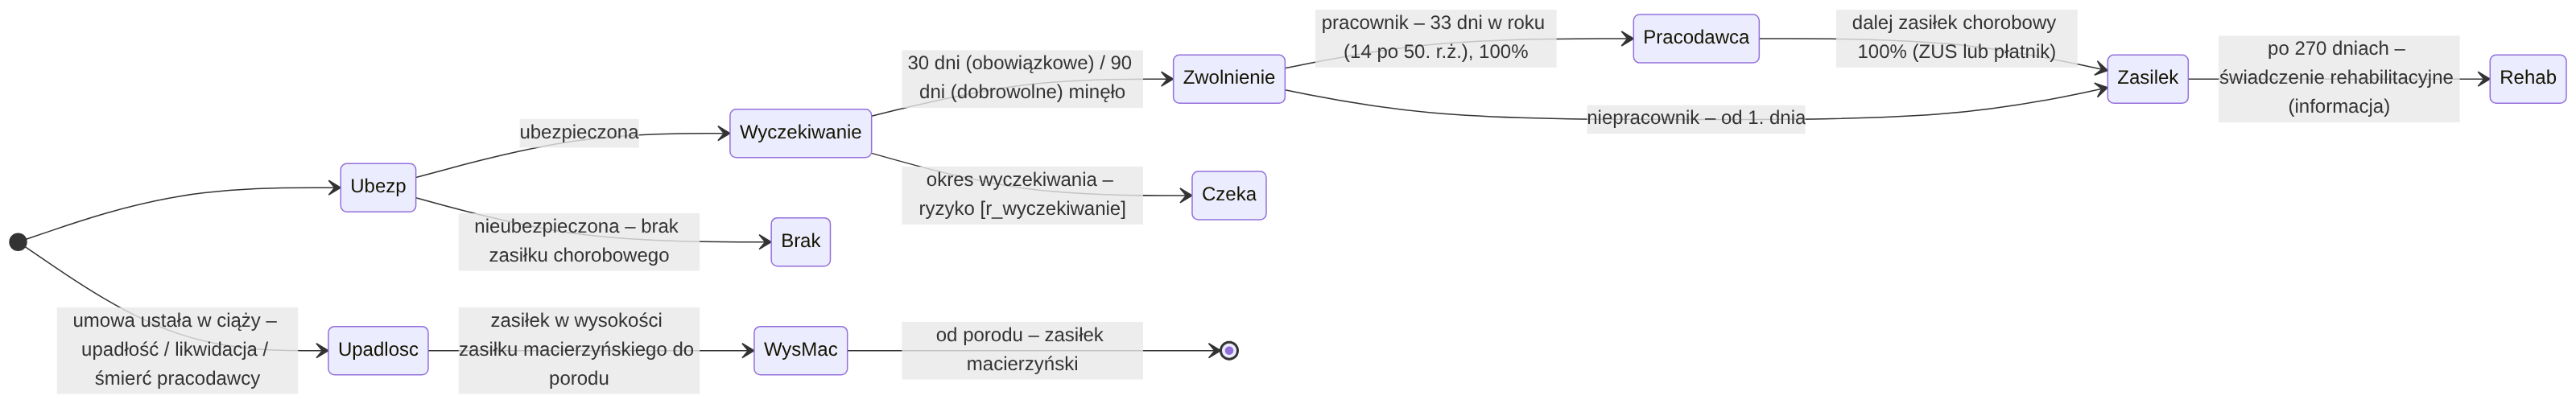 pracownik – 33 dni w roku
(14 po 50. r.ż.), 100%
Pracodawca
dalej zasiłek chorobowy
100% (ZUS lub płatnik)
30 dni (obowiązkowe) / 90
dni (dobrowolne) minęło
Zwolnienie
Zasilek
po 270 dniach –
świadczenie rehabilitacyjne
(informacja)
Rehab
niepracownik – od 1. dnia
ubezpieczona
Wyczekiwanie
Ubezp
okres wyczekiwania –
ryzyko [r_wyczekiwanie]
Czeka
nieubezpieczona – brak
zasiłku chorobowego
Brak
umowa ustała w ciąży –
upadłość / likwidacja /
śmierć pracodawcy
Upadlosc
zasiłek w wysokości
zasiłku macierzyńskiego do
porodu
WysMac
od porodu – zasiłek
macierzyński